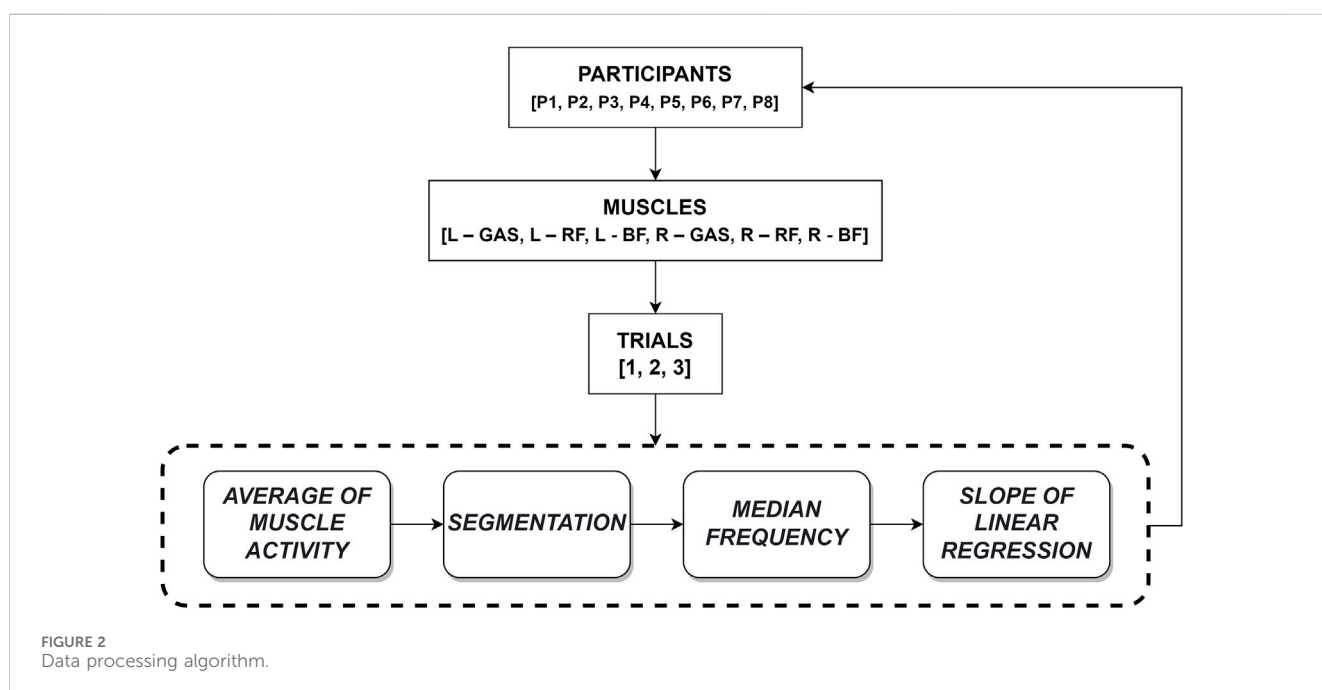 PARTICIPANTS
[P1, P2, P3, P4, P5, P6, P7, P8]
MUSCLES
[L – GAS, L – RF, L - BF, R – GAS, R – RF, R - BF]
TRIALS
[1, 2, 3]
AVERAGE OF
MUSCLE
ACTIVITY
SEGMENTATION
MEDIAN
FREQUENCY
SLOPE OF
LINEAR
REGRESSION
FIGURE 2
Data processing algorithm.